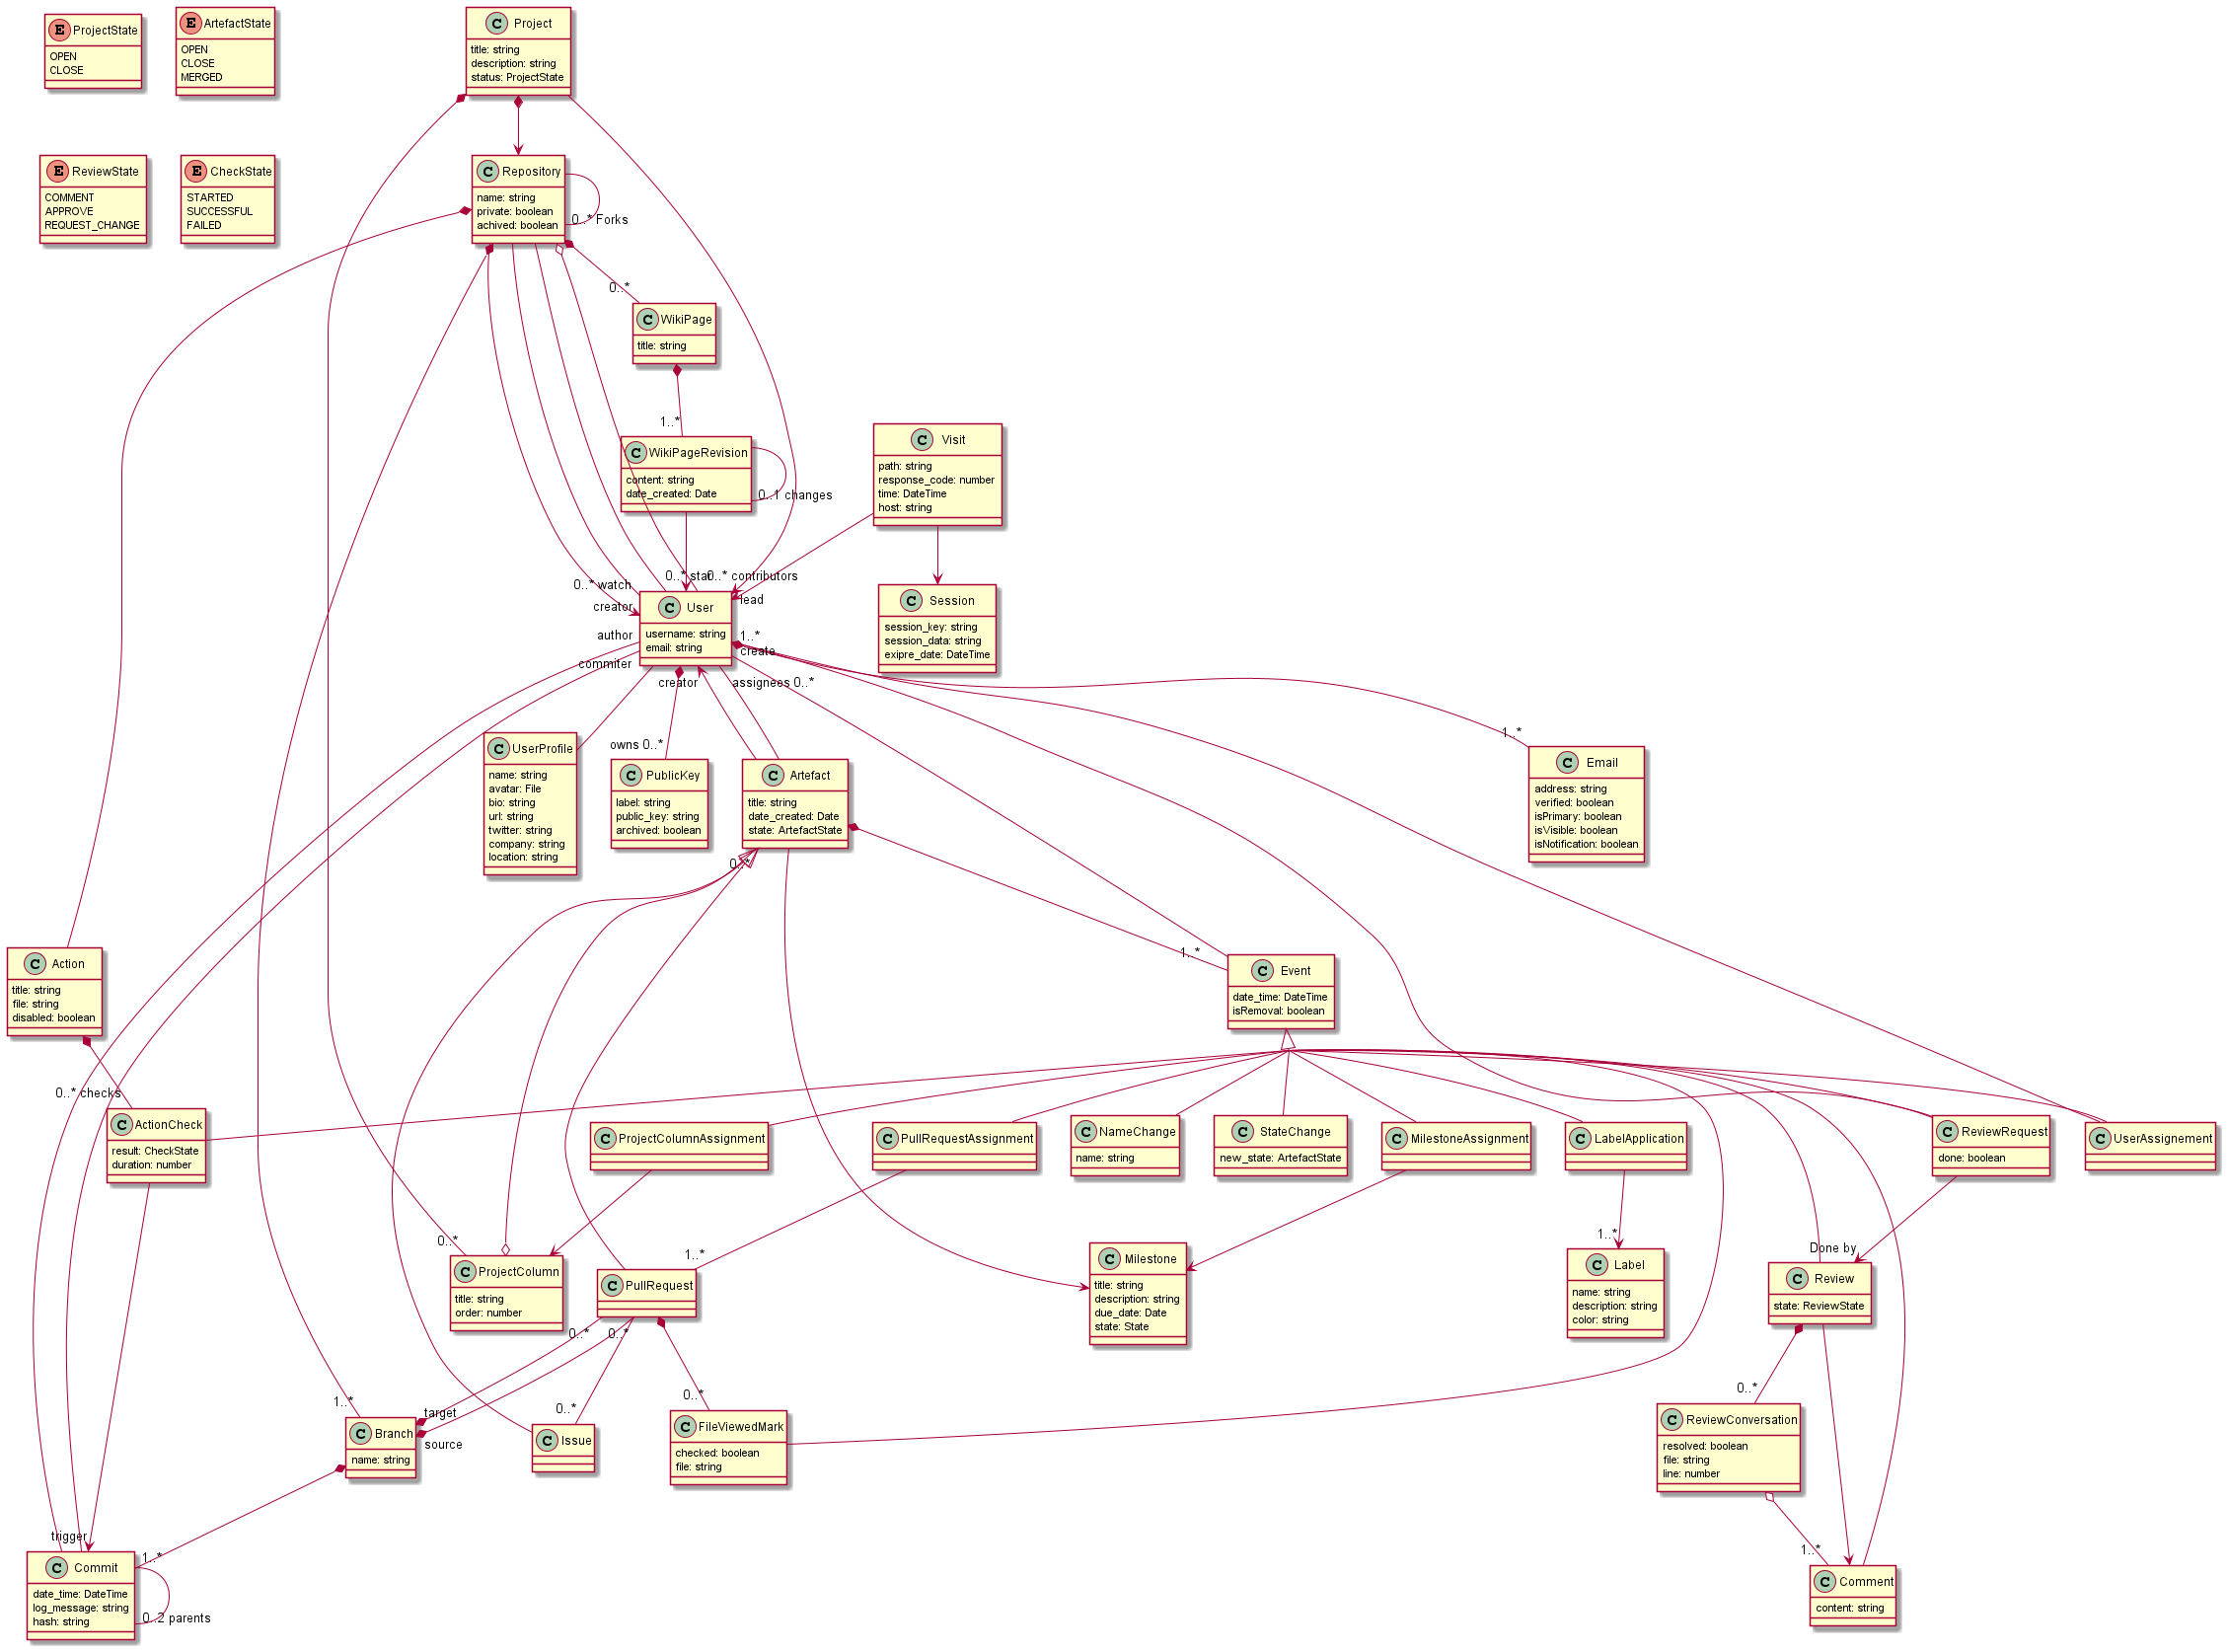 E ProjectState
OPEN
CLOSE
E ArtefactState
OPEN
CLOSE
MERGED
C Project
title: string
description: string
status: ProjectState
E ReviewState
COMMENT
APPROVE
REQUEST_CHANGE
E CheckState
STARTED
SUCCESSFUL
FAILED
C Repository
name: string
private: boolean
achived: boolean
0..* Forks
0..*
C WikiPage
title: string
1..*
C WikiPageRevision
content: string
date_created: Date
0..1 changes
C Visit
path: string
response_code: number
time: DateTime
host: string
0..* watch
0..* star
0..* contributors
creator
lead
C User
username: string
email: string
author
commiter
1..*
create
creator
assignees 0..*
C Session
session_key: string
session_data: string
exipre_date: DateTime
C UserProfile
name: string
avatar: File
bio: string
url: string
twitter: string
company: string
location: string
owns 0..*
C PublicKey
label: string
public_key: string
archived: boolean
C Artefact
title: string
date_created: Date
state: ArtefactState
0..*
1..*
C Email
address: string
verified: boolean
isPrimary: boolean
isVisible: boolean
isNotification: boolean
C Action
title: string
file: string
disabled: boolean
1..*
C Event
date_time: DateTime
isRemoval: boolean
0..* checks
C ActionCheck
result: CheckState
duration: number
C ProjectColumnAssignment
C PullRequestAssignment
C NameChange
name: string
C StateChange
new_state: ArtefactState
C MilestoneAssignment
C LabelApplication
C ReviewRequest
done: boolean
C UserAssignement
0..*
C ProjectColumn
title: string
order: number
1..*
C PullRequest
C Milestone
title: string
description: string
due_date: Date
state: State
1..*
C Label
name: string
description: string
color: string
Done by
C Review
state: ReviewState
0..*
0..*
1..*
target
source
C Branch
name: string
0..*
C Issue
0..*
C FileViewedMark
checked: boolean
file: string
0..*
C ReviewConversation
resolved: boolean
file: string
line: number
trigger
1..*
C Commit
date_time: DateTime
log_message: string
hash: string
0..2 parents
1..*
C Comment
content: string